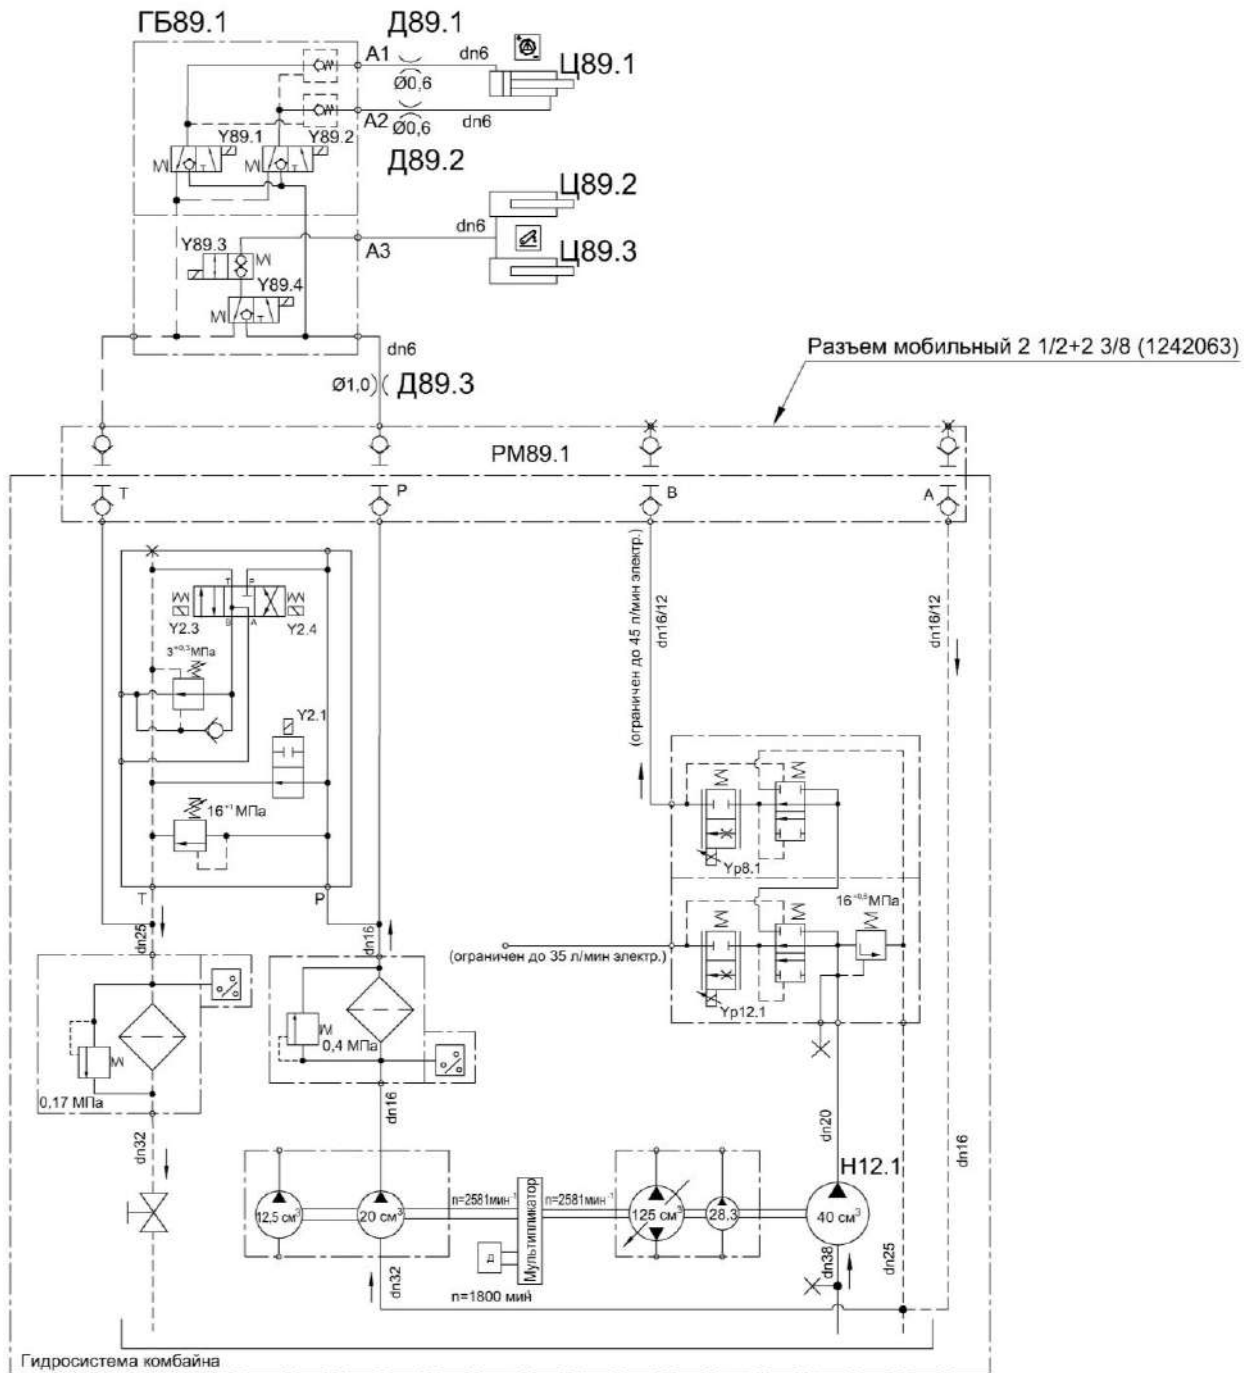 ГБ89.1
Д89.1
A1
dn6
Ц89.1
Ø0,6
A2
Ø0,6
dn6
Y89.1
Y89.2
Д89.2
Ц89.2
dn6
A3
Ц89.3
Y89.3
Y89.4
T
T
T
dn6
Ø1,0
Д89.3
Разъем мобильный 2 1/2+2 3/8 (1242063)
РМ89.1
T
P
B
A
T
P
B
A
Y2.3
Y2.4
3⁺⁰·³МПа
Y2.1
16⁺¹МПа
T
P
(ограничен до 45 л/мин электр.)
dn16/12
dn16/12
Yр8.1
16⁺⁰·⁵МПа
(ограничен до 35 л/мин электр.)
Yр12.1
dn25
dn16
0,4 МПа
0,17 МПа
dn32
dn16
dn20
dn16
Н12.1
12,5 см³
20 см³
n=2581мин⁻¹
Мультипликатор
n=2581мин⁻¹
125 см³
28,3
40 см³
Д
dn32
n=1800 мин
dn38
dn25
Гидросистема комбайна